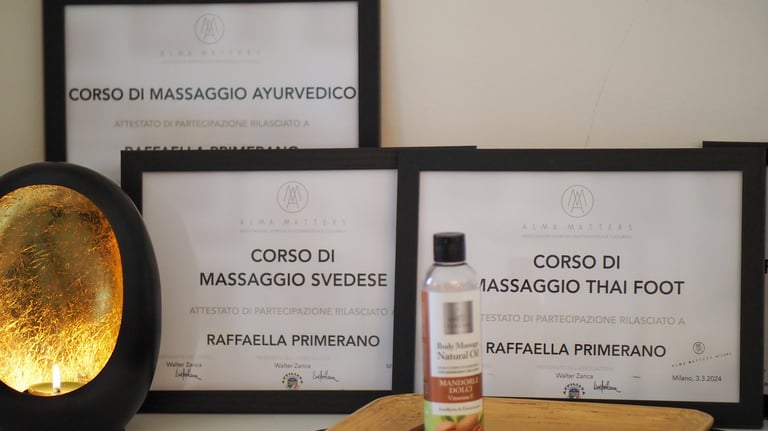 ALMA MATTERS
CORSO DI MASSAGGIO AYURVEDICO
ATTESTATO DI PARTECIPAZIONE RILASCIATO A
RAFFAELLA PRIMERANO
ALMA MATTERS
CORSO DI
MASSAGGIO SVEDESE
ATTESTATO DI PARTECIPAZIONE RILASCIATO A
RAFFAELLA PRIMERANO
Walter Zanca
Walter Zanca
ALMA MATTERS
CORSO DI
MASSAGGIO THAI FOOT
PARTECIPAZIONE RILASCIATO A
RAFFAELLA PRIMERANO
Walter Zanca
Milano, 3.3.2024
Body Massage
Natural Oil
MANDORLE
DOLCI
Vitamina E